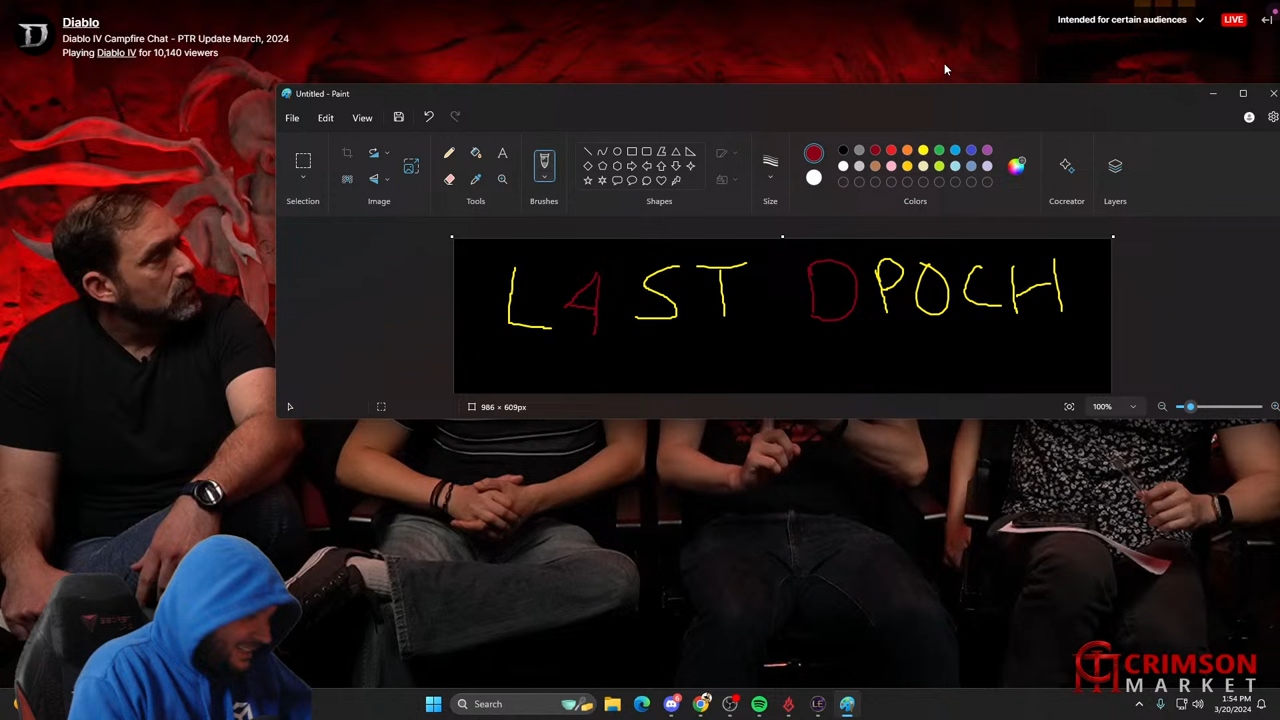 Diablo
Diablo IV Campfire Chat - PTR Update March, 2024
Playing Diablo IV for 10,140 viewers
Intended for certain audiences
LIVE
Untitled - Paint
File Edit View
Selection Image Tools Brushes Shapes Size Colors Cocreator Layers
L4ST DPOCH
986 × 609px
100%
CRIMSON
MARKET
Search
6
LE
1:54 PM
3/20/2024